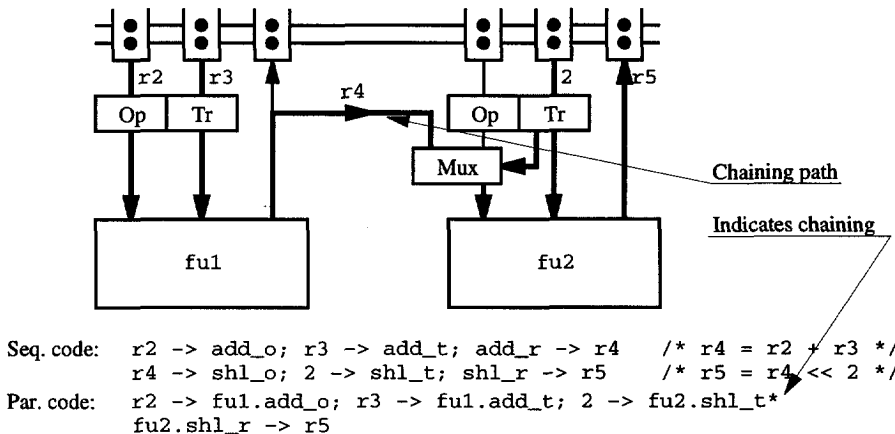 r2
r3
2
r5
r4
Op
Tr
Op
Tr
Mux
Chaining path
Indicates chaining
fu1
fu2
Seq. code: r2 -> add_o; r3 -> add_t; add_r -> r4 /* r4 = r2 + r3 */
r4 -> shl_o; 2 -> shl_t; shl_r -> r5 /* r5 = r4 << 2 */
Par. code: r2 -> fu1.add_o; r3 -> fu1.add_t; 2 -> fu2.shl_t*
fu2.shl_r -> r5